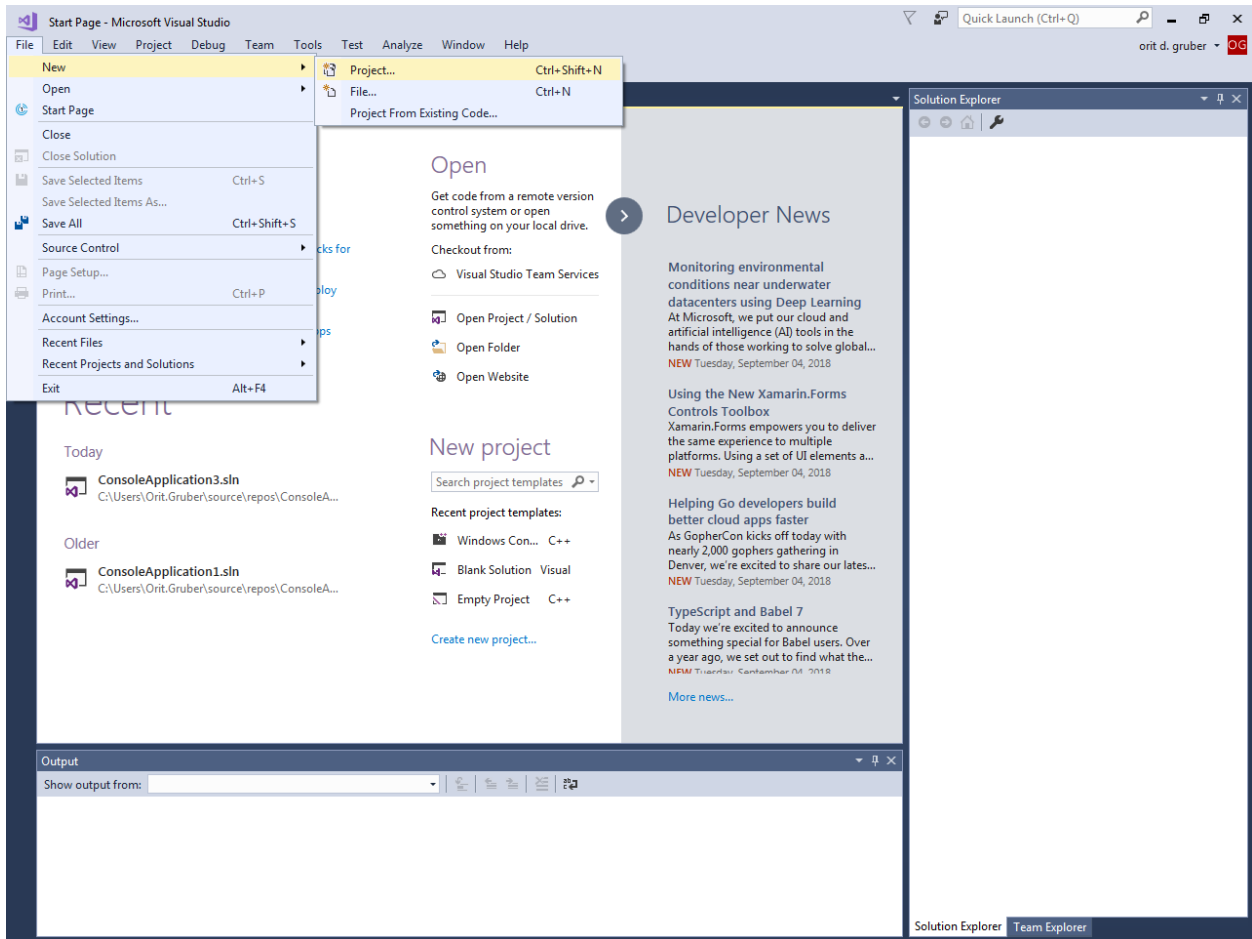 Start Page - Microsoft Visual Studio
Quick Launch (Ctrl+Q)
File Edit View Project Debug Team Tools Test Analyze Window Help
orit d. gruber OG
New
Open
Start Page
Close
Close Solution
Save Selected Items Ctrl+S
Save Selected Items As...
Save All Ctrl+Shift+S
Source Control
Page Setup...
Print... Ctrl+P
Account Settings...
Recent Files
Recent Projects and Solutions
Exit Alt+F4
Project... Ctrl+Shift+N
File... Ctrl+N
Project From Existing Code...
cks for
ploy
ps
Recent
Today
ConsoleApplication3.sln
C:\Users\Orit.Gruber\source\repos\ConsoleA...
Older
ConsoleApplication1.sln
C:\Users\Orit.Gruber\source\repos\ConsoleA...
Open
Get code from a remote version
control system or open
something on your local drive.
Checkout from:
Visual Studio Team Services
Open Project / Solution
Open Folder
Open Website
New project
Search project templates
Recent project templates:
Windows Con... C++
Blank Solution Visual
Empty Project C++
Create new project...
Developer News
Monitoring environmental
conditions near underwater
datacenters using Deep Learning
At Microsoft, we put our cloud and
artificial intelligence (AI) tools in the
hands of those working to solve global...
NEW Tuesday, September 04, 2018
Using the New Xamarin.Forms
Controls Toolbox
Xamarin.Forms empowers you to deliver
the same experience to multiple
platforms. Using a set of UI elements a...
NEW Tuesday, September 04, 2018
Helping Go developers build
better cloud apps faster
As GopherCon kicks off today with
nearly 2,000 gophers gathering in
Denver, we're excited to share our lates...
NEW Tuesday, September 04, 2018
TypeScript and Babel 7
Today we're excited to announce
something special for Babel users. Over
a year ago, we set out to find what the...
NEW Tuesday, September 04, 2018
More news...
Solution Explorer
Output
Show output from:
Solution Explorer Team Explorer